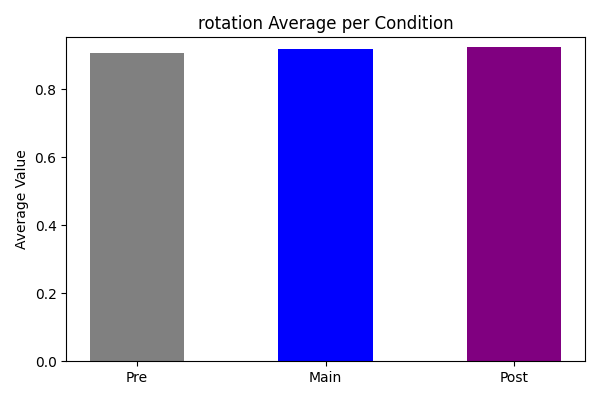 rotation Average per Condition
Average Value
0.8
0.6
0.4
0.2
0.0
Pre
Main
Post